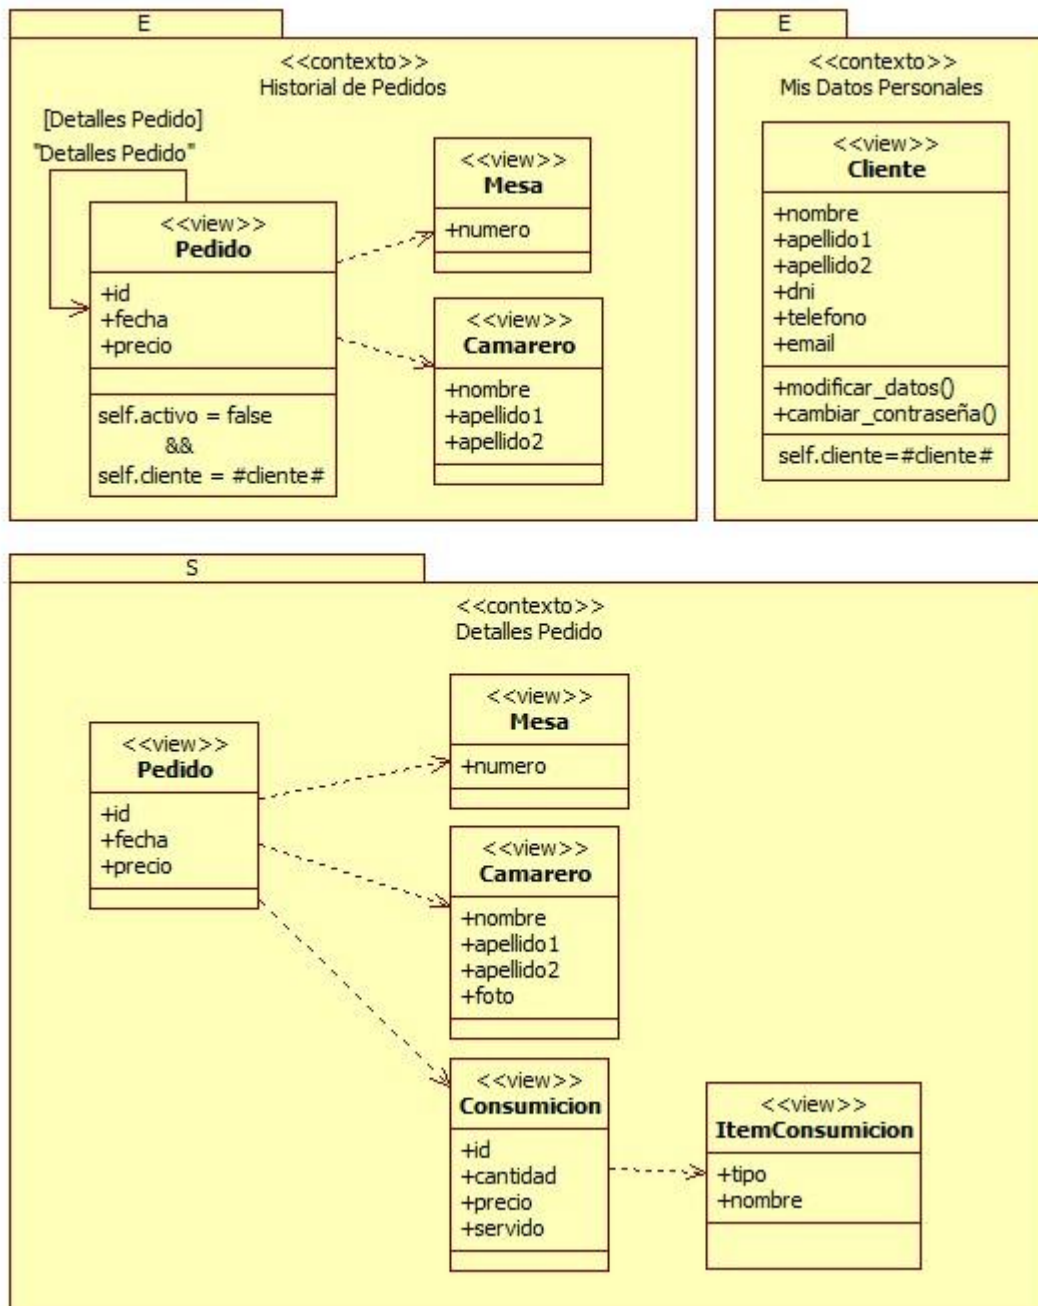 E
<<contexto>>
Historial de Pedidos
[Detalles Pedido]
"Detalles Pedido"
<<view>>
Pedido
+id
+fecha
+precio
self.activo = false
&&
self.cliente = #cliente#
<<view>>
Mesa
+numero
<<view>>
Camarero
+nombre
+apellido1
+apellido2
E
<<contexto>>
Mis Datos Personales
<<view>>
Cliente
+nombre
+apellido1
+apellido2
+dni
+telefono
+email
+modificar_datos()
+cambiar_contraseña()
self.cliente=#cliente#
S
<<contexto>>
Detalles Pedido
<<view>>
Pedido
+id
+fecha
+precio
<<view>>
Mesa
+numero
<<view>>
Camarero
+nombre
+apellido1
+apellido2
+foto
<<view>>
Consumicion
+id
+cantidad
+precio
+servido
<<view>>
ItemConsumicion
+tipo
+nombre